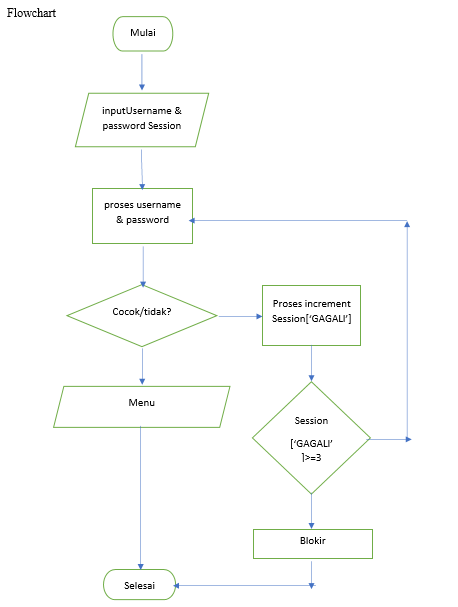 Flowchart
Mulai
inputUsername &
password Session
proses username
& password
Cocok/tidak?
Proses increment
Session['GAGALI']
Menu
Session
['GAGALI'
]>=3
Blokir
Selesai